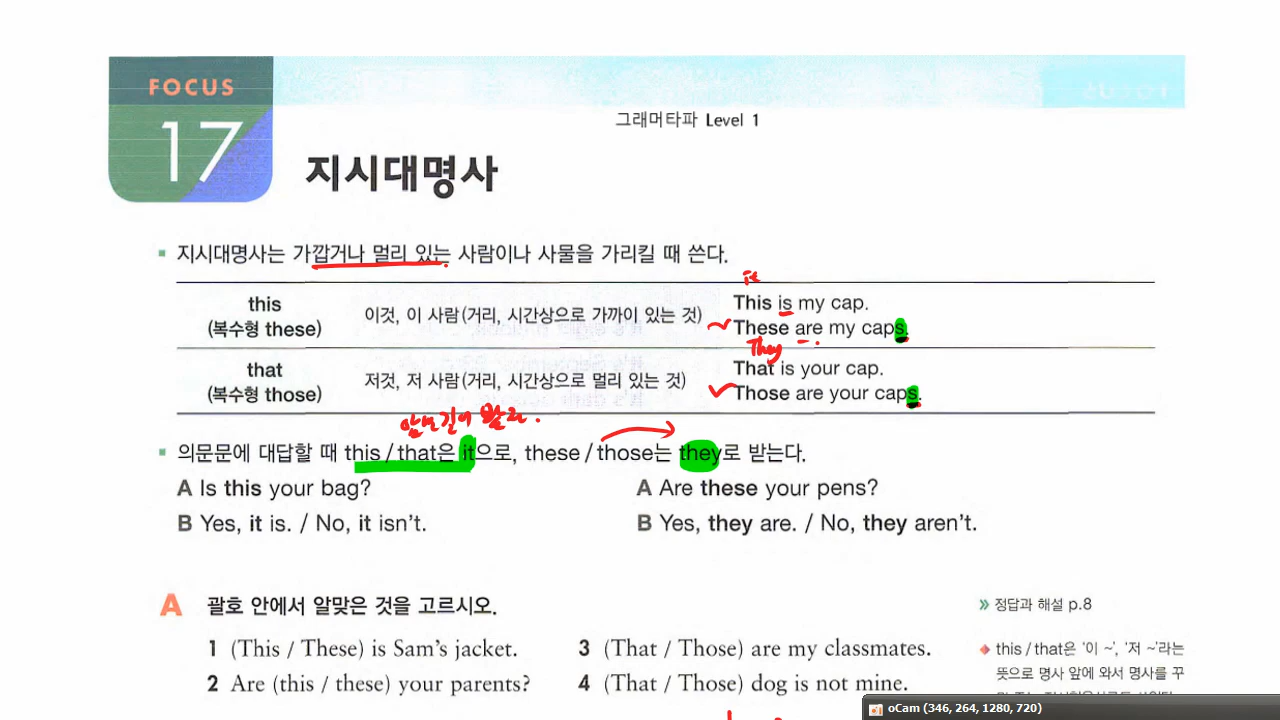 FOCUS
17
그래머타파 Level 1
지시대명사
지시대명사는 가깝거나 멀리 있는 사람이나 사물을 가리킬 때 쓴다.
this
(복수형 these)
이것, 이 사람(거리, 시간상으로 가까이 있는 것)
This is my cap.
These are my caps.
They
that
(복수형 those)
저것, 저 사람(거리, 시간상으로 멀리 있는 것)
That is your cap.
Those are your caps.
의문문에 대답할 때 this / that은 it으로, these / those는 they로 받는다.
A Is this your bag?
B Yes, it is. / No, it isn't.
A Are these your pens?
B Yes, they are. / No, they aren't.
A 괄호 안에서 알맞은 것을 고르시오.
» 정답과 해설 p.8
1 (This / These) is Sam's jacket.
2 Are (this / these) your parents?
3 (That / Those) are my classmates.
4 (That / Those) dog is not mine.
this / that은 '이 ~', '저 ~'라는
뜻으로 명사 앞에 와서 명사를 꾸
oCam (346, 264, 1280, 720)